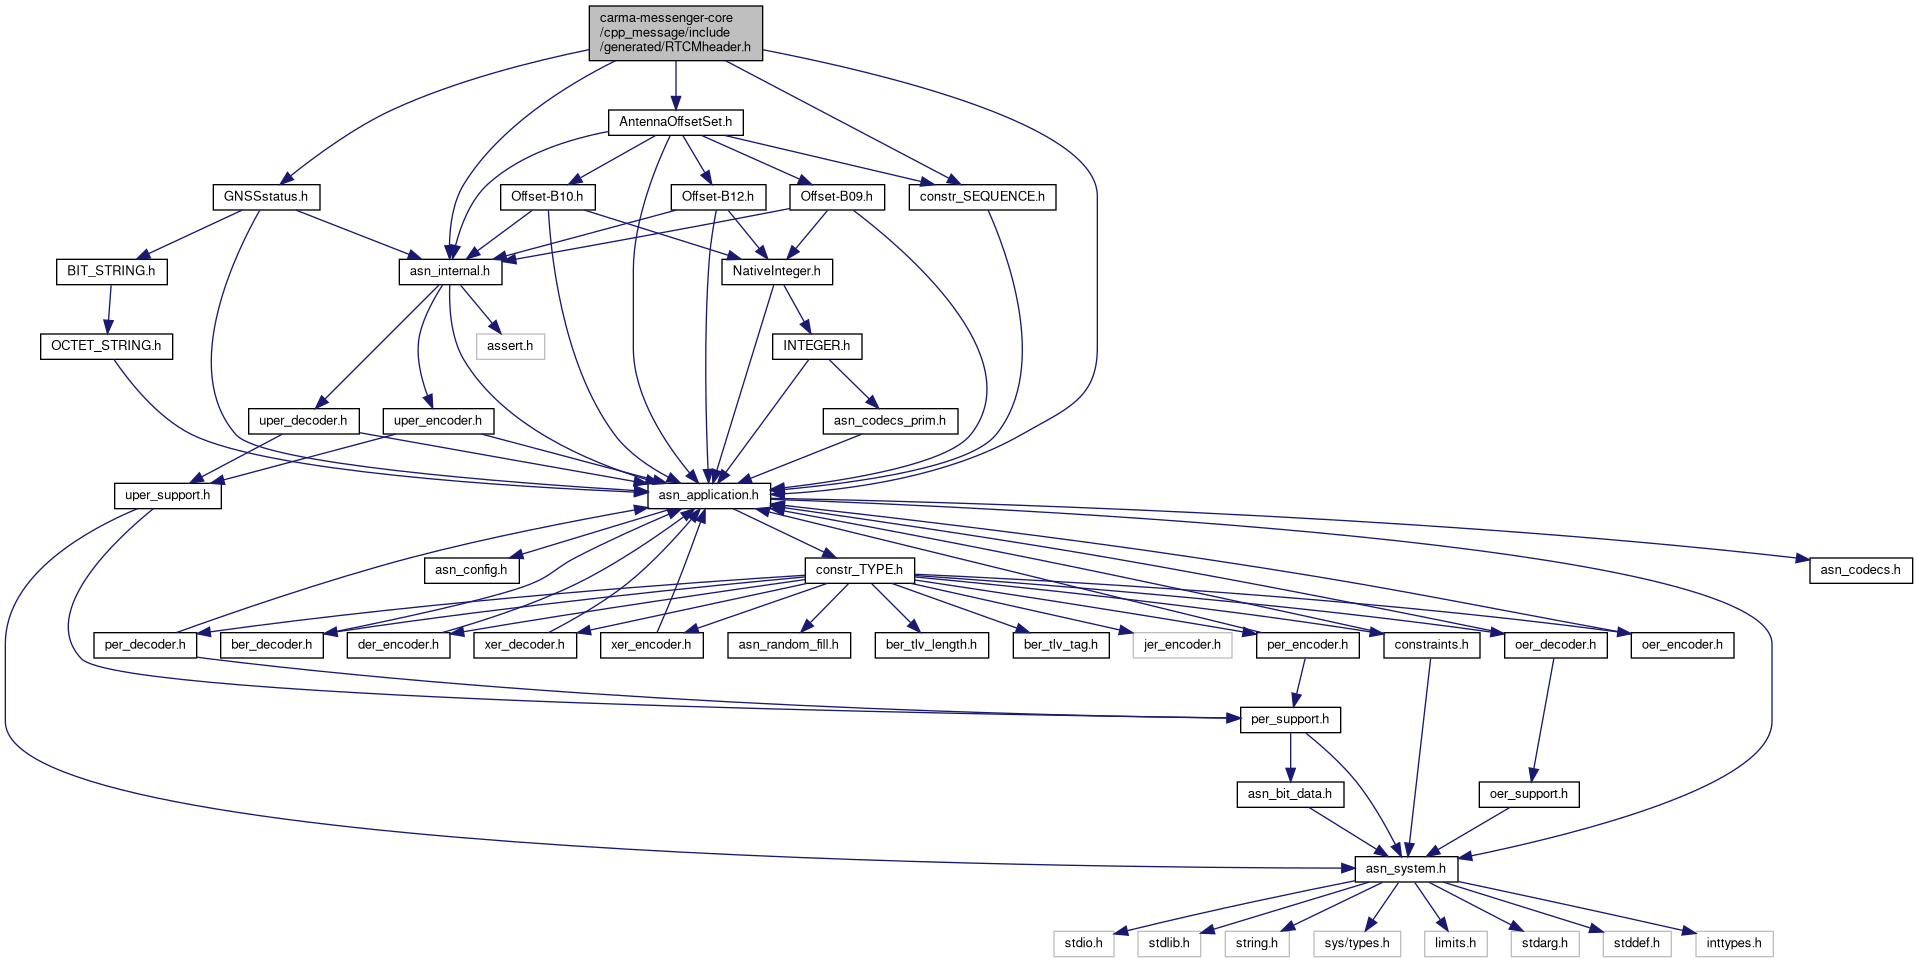 carma-messenger-core
/cpp_message/include
/generated/RTCMheader.h
AntennaOffsetSet.h
GNSSstatus.h
Offset-B10.h
Offset-B12.h
Offset-B09.h
constr_SEQUENCE.h
BIT_STRING.h
asn_internal.h
NativeInteger.h
OCTET_STRING.h
assert.h
INTEGER.h
uper_decoder.h
uper_encoder.h
asn_codecs_prim.h
uper_support.h
asn_application.h
asn_config.h
constr_TYPE.h
asn_codecs.h
per_decoder.h
ber_decoder.h
der_encoder.h
xer_decoder.h
xer_encoder.h
asn_random_fill.h
ber_tlv_length.h
ber_tlv_tag.h
jer_encoder.h
per_encoder.h
constraints.h
oer_decoder.h
oer_encoder.h
per_support.h
asn_bit_data.h
oer_support.h
asn_system.h
stdio.h
stdlib.h
string.h
sys/types.h
limits.h
stdarg.h
stddef.h
inttypes.h